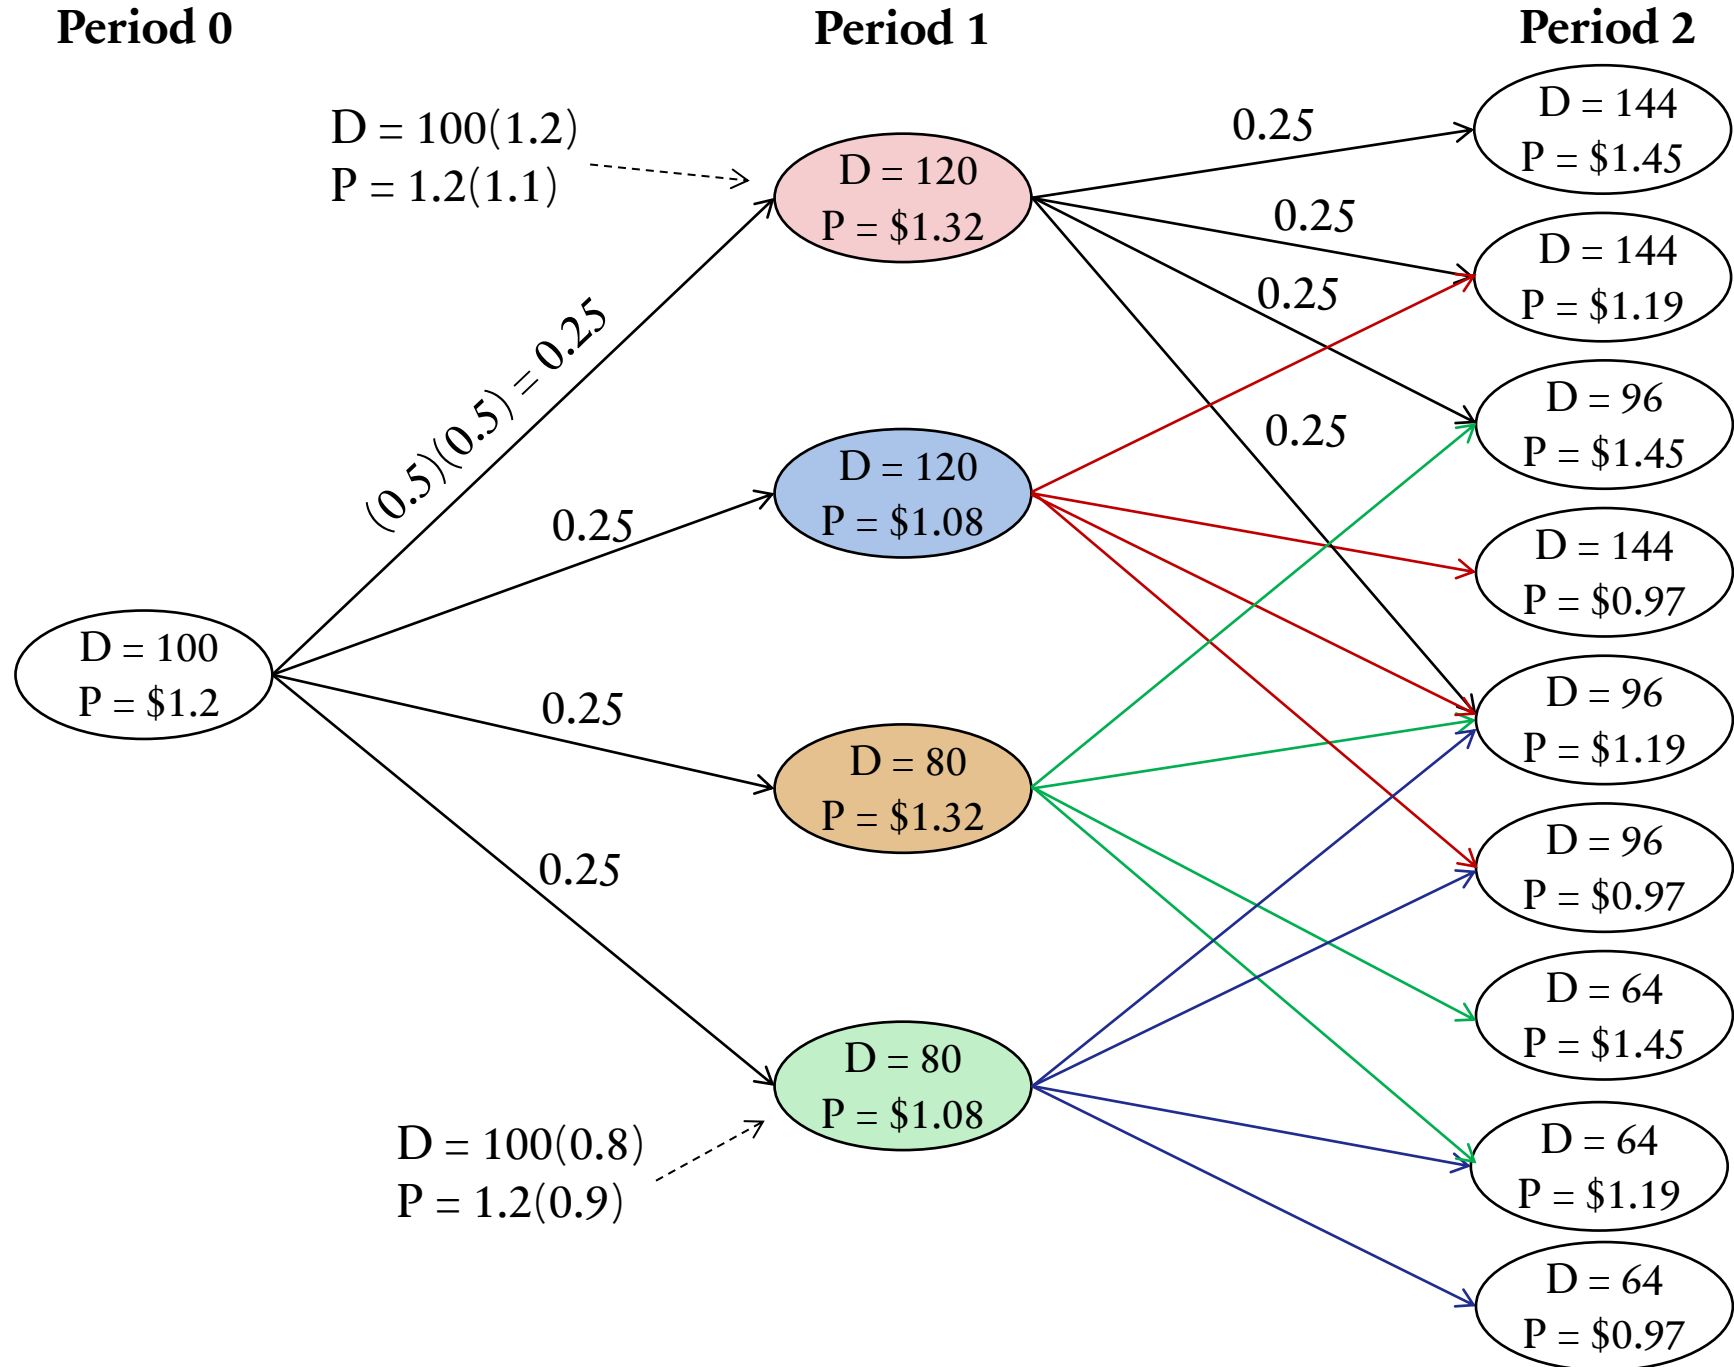 Period 0
Period 1
Period 2
D = 100(1.2)
P = 1.2(1.1)
(0.5)(0.5) = 0.25
0.25
0.25
0.25
D = 100
P = $1.2
D = 100(0.8)
P = 1.2(0.9)
D = 120
P = $1.32
D = 120
P = $1.08
D = 80
P = $1.32
D = 80
P = $1.08
0.25
0.25
0.25
0.25
D = 144
P = $1.45
D = 144
P = $1.19
D = 96
P = $1.45
D = 144
P = $0.97
D = 96
P = $1.19
D = 96
P = $0.97
D = 64
P = $1.45
D = 64
P = $1.19
D = 64
P = $0.97